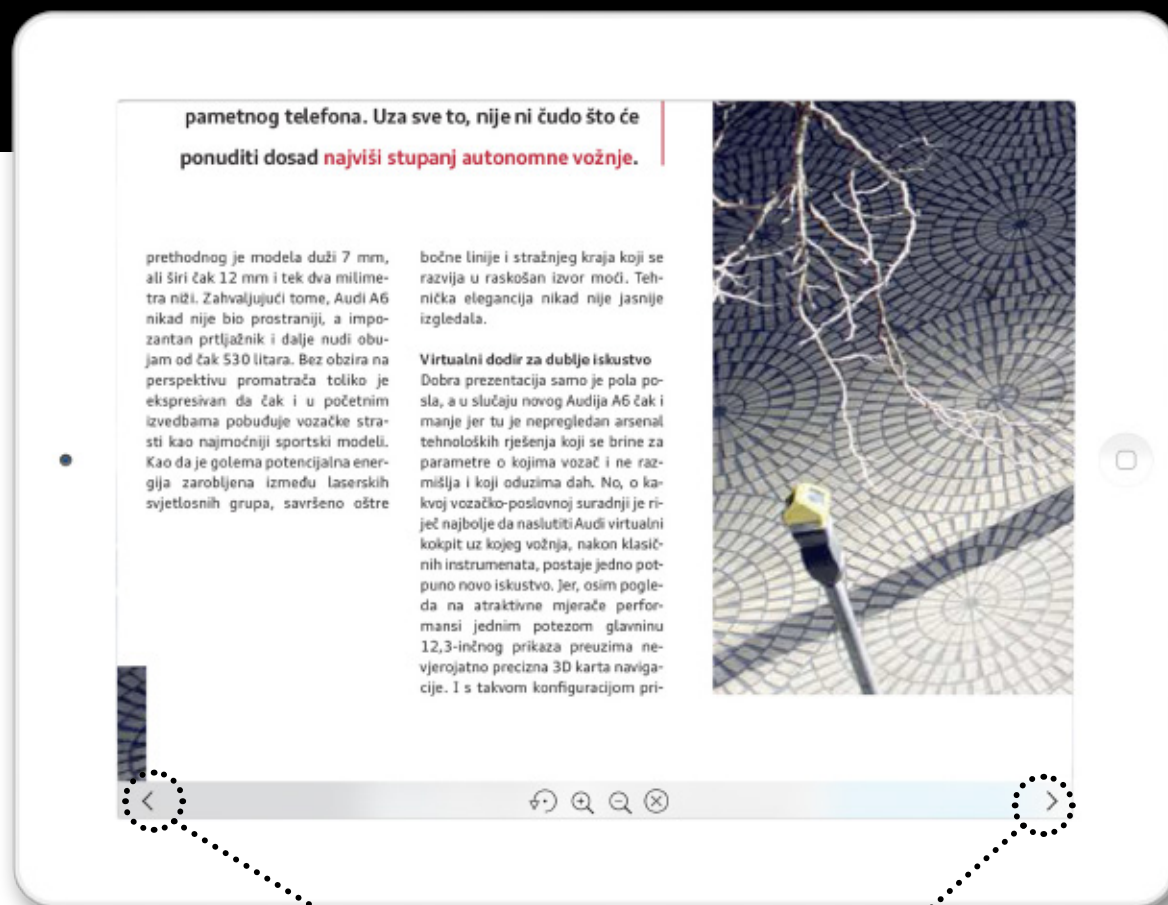 pametnog telefona. Uza sve to, nije ni čudo što će
ponuditi dosad najviši stupanj autonomne vožnje.
prethodnog je modela duži 7 mm,
ali širi čak 12 mm i tek dva milime-
tra niži. Zahvaljujući tome, Audi A6
nikad nije bio prostraniji, a impo-
zantan prtljažnik i dalje nudi obu-
jam od čak 530 litara. Bez obzira na
perspektivu promatrača toliko je
ekspresivan da čak i u početnim
izvedbama pobuđuje vozačke stra-
sti kao najmoćniji sportski modeli.
Kao da je golema potencijalna ener-
gija zarobljena između laserskih
svjetlosnih grupa, savršeno oštre
bočne linije i stražnjeg kraja koji se
razvija u raskošan izvor moći. Teh-
nička elegancija nikad nije jasnije
izgledala.
Virtualni dodir za dublje iskustvo
Dobra prezentacija samo je pola po-
sla, a u slučaju novog Audija A6 čak i
manje jer tu je nepregledan arsenal
tehnoloških rješenja koji se brine za
parametre o kojima vozač i ne raz-
mišlja i koji oduzima dah. No, o ka-
kvoj vozačko-poslovnoj suradnji je ri-
ječ najbolje da naslutiti Audi virtualni
kokpit uz kojeg vožnja, nakon klasič-
nih instrumenata, postaje jedno pot-
puno novo iskustvo. Jer, osim pogle-
da na atraktivne mjerače perfor-
mansi jednim potezom glavninu
12,3-inčnog prikaza preuzima ne-
vjerojatno precizna 3D karta naviga-
cije. I s takvom konfiguracijom pri-